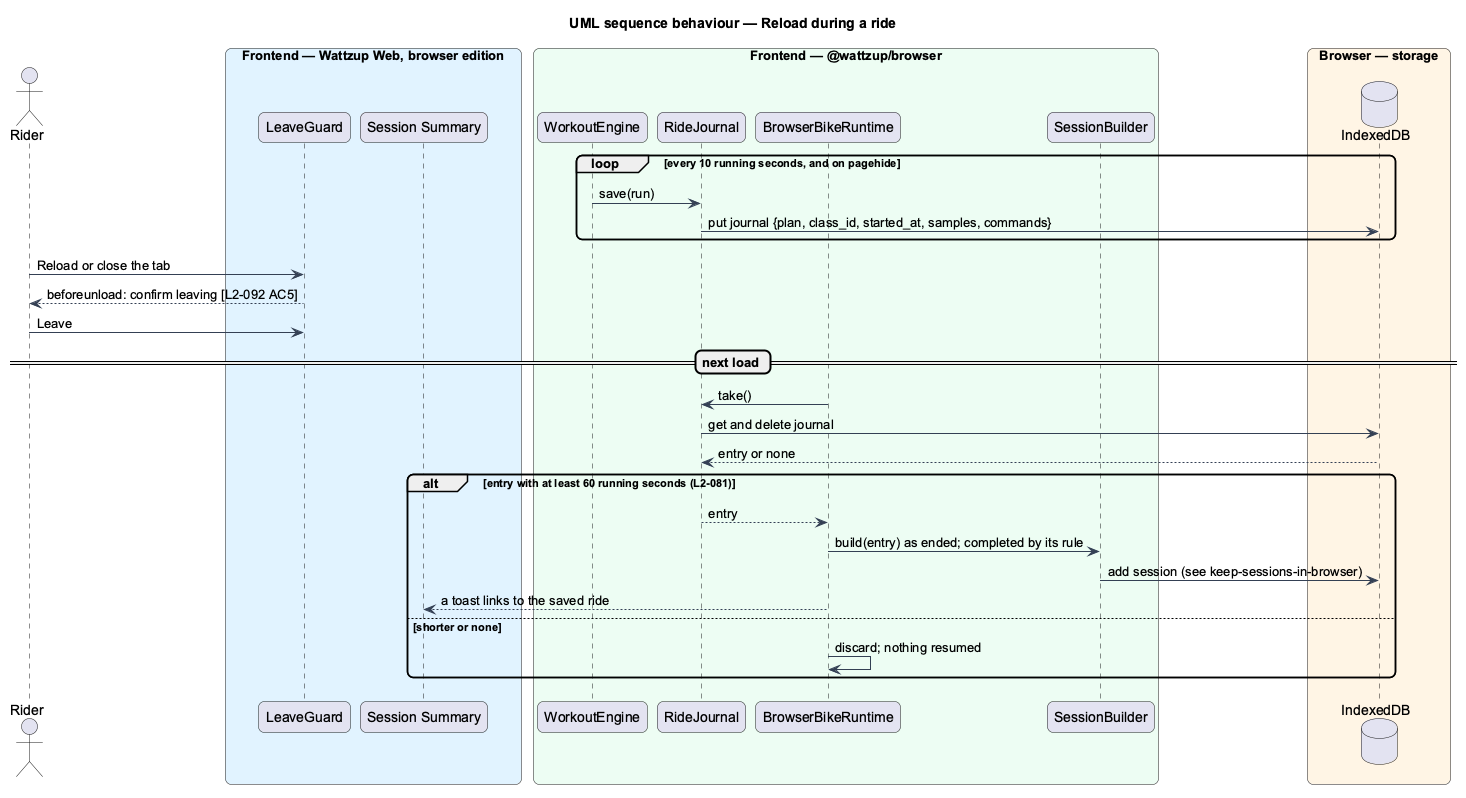 UML sequence behaviour — Reload during a ride
Frontend — Wattzup Web, browser edition
Frontend — @wattzup/browser
Browser — storage
Rider
LeaveGuard
Session Summary
WorkoutEngine
RideJournal
BrowserBikeRuntime
SessionBuilder
IndexedDB
loop
[every 10 running seconds, and on pagehide]
save(run)
put journal {plan, class_id, started_at, samples, commands}
Reload or close the tab
beforeunload: confirm leaving [L2-092 AC5]
Leave
next load
take()
get and delete journal
entry or none
alt
[entry with at least 60 running seconds (L2-081)]
entry
build(entry) as ended; completed by its rule
add session (see keep-sessions-in-browser)
a toast links to the saved ride
[shorter or none]
discard; nothing resumed
Rider
LeaveGuard
Session Summary
WorkoutEngine
RideJournal
BrowserBikeRuntime
SessionBuilder
IndexedDB